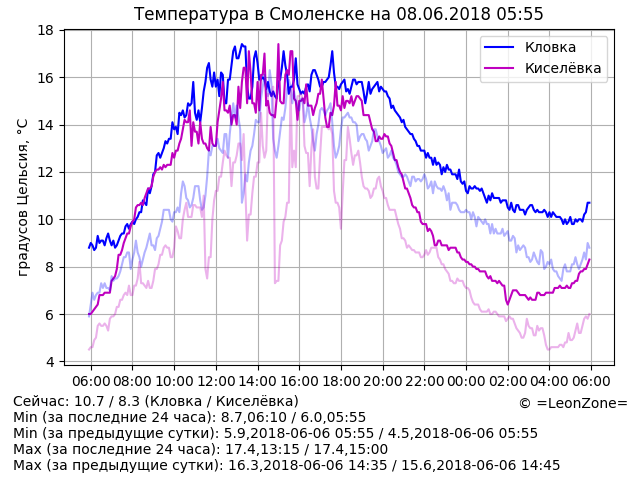 Температура в Смоленске на 08.06.2018 05:55
Кловка
Киселёвка
градусов Цельсия, °C
18
16
14
12
10
8
6
4
06:00 08:00 10:00 12:00 14:00 16:00 18:00 20:00 22:00 00:00 02:00 04:00 06:00
Сейчас: 10.7 / 8.3 (Кловка / Киселёвка)
© =LeonZone=
Min (за последние 24 часа): 8.7,06:10 / 6.0,05:55
Min (за предыдущие сутки): 5.9,2018-06-06 05:55 / 4.5,2018-06-06 05:55
Max (за последние 24 часа): 17.4,13:15 / 17.4,15:00
Max (за предыдущие сутки): 16.3,2018-06-06 14:35 / 15.6,2018-06-06 14:45